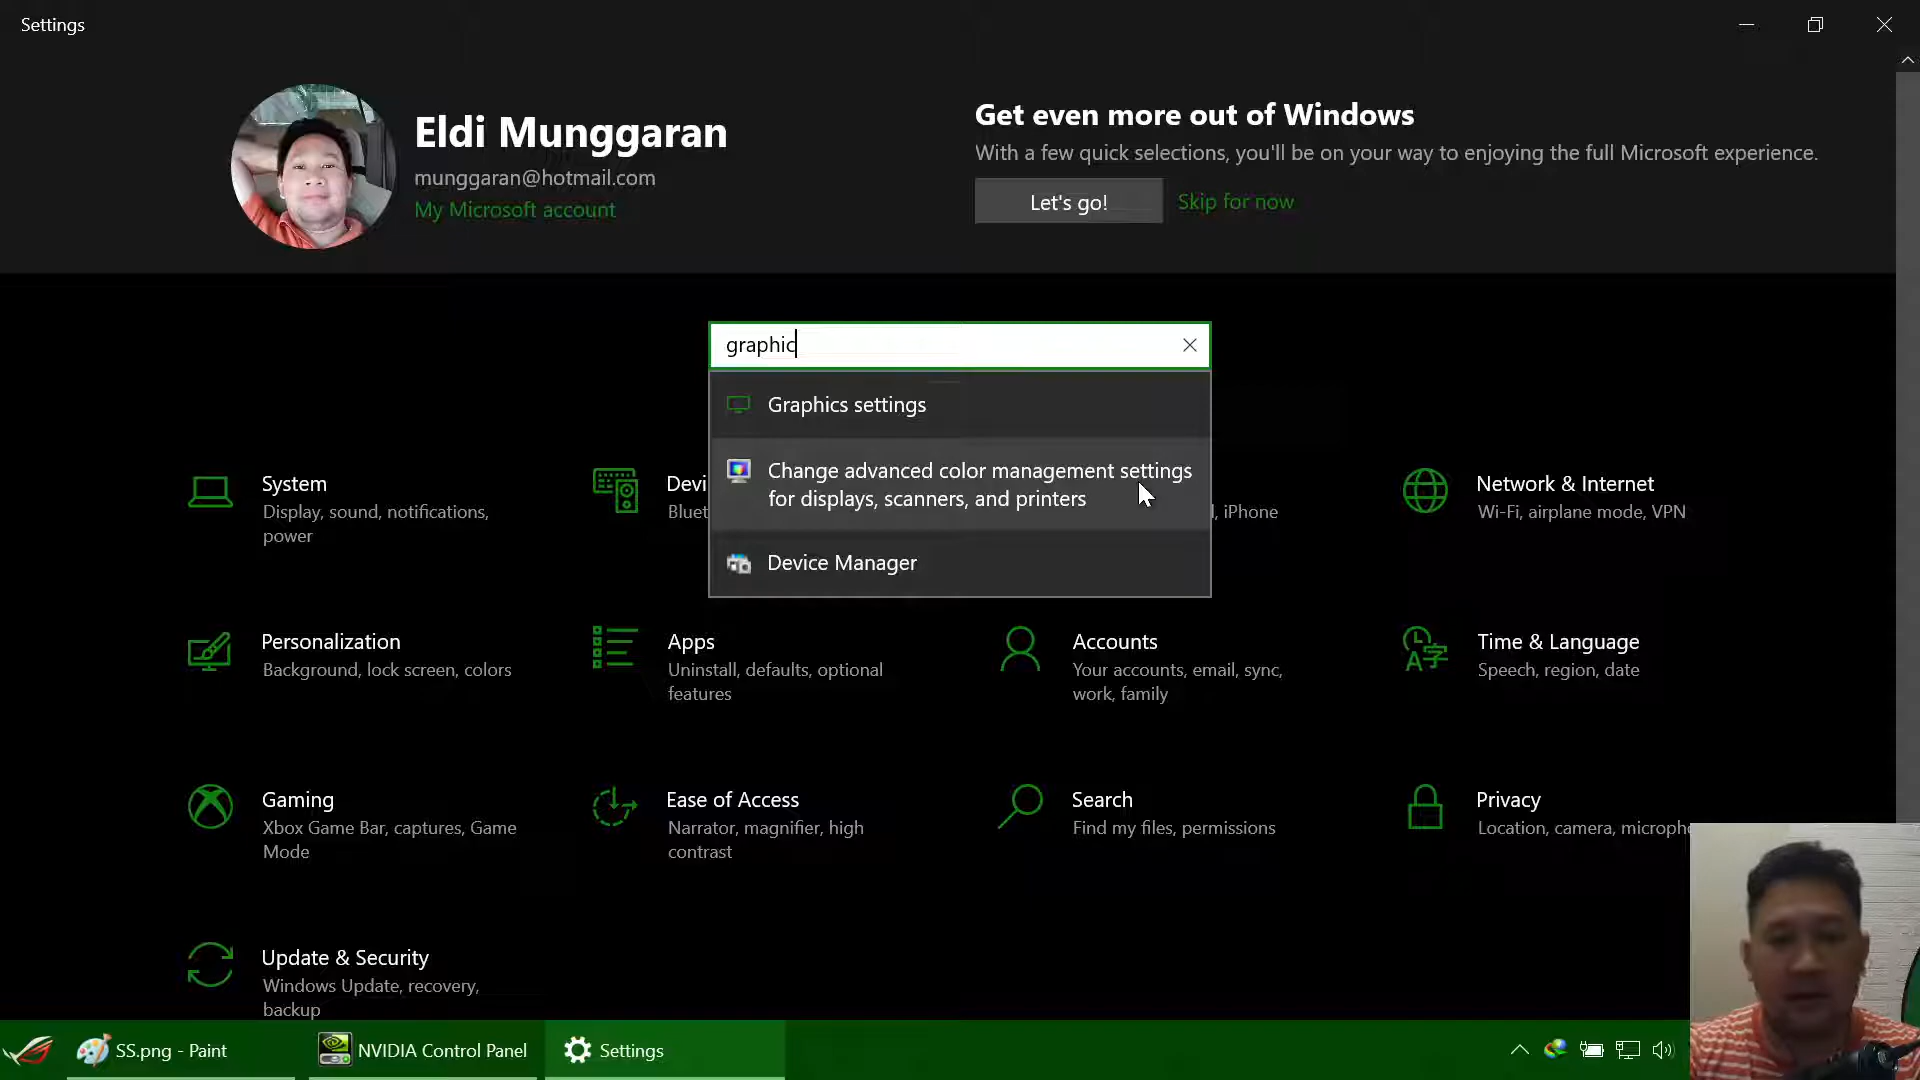 Settings
Eldi Munggaran
munggaran@hotmail.com
My Microsoft account
Get even more out of Windows
With a few quick selections, you'll be on your way to enjoying the full Microsoft experience.
Let's go!
Skip for now
graphic
Graphics settings
Change advanced color management settings
for displays, scanners, and printers
Device Manager
System
Display, sound, notifications,
power
Devi
Bluet
l, iPhone
Network & Internet
Wi-Fi, airplane mode, VPN
Personalization
Background, lock screen, colors
Apps
Uninstall, defaults, optional
features
Accounts
Your accounts, email, sync,
work, family
Time & Language
Speech, region, date
Gaming
Xbox Game Bar, captures, Game
Mode
Ease of Access
Narrator, magnifier, high
contrast
Search
Find my files, permissions
Privacy
Location, camera, microph
Update & Security
Windows Update, recovery,
backup
SS.png - Paint
NVIDIA Control Panel
Settings